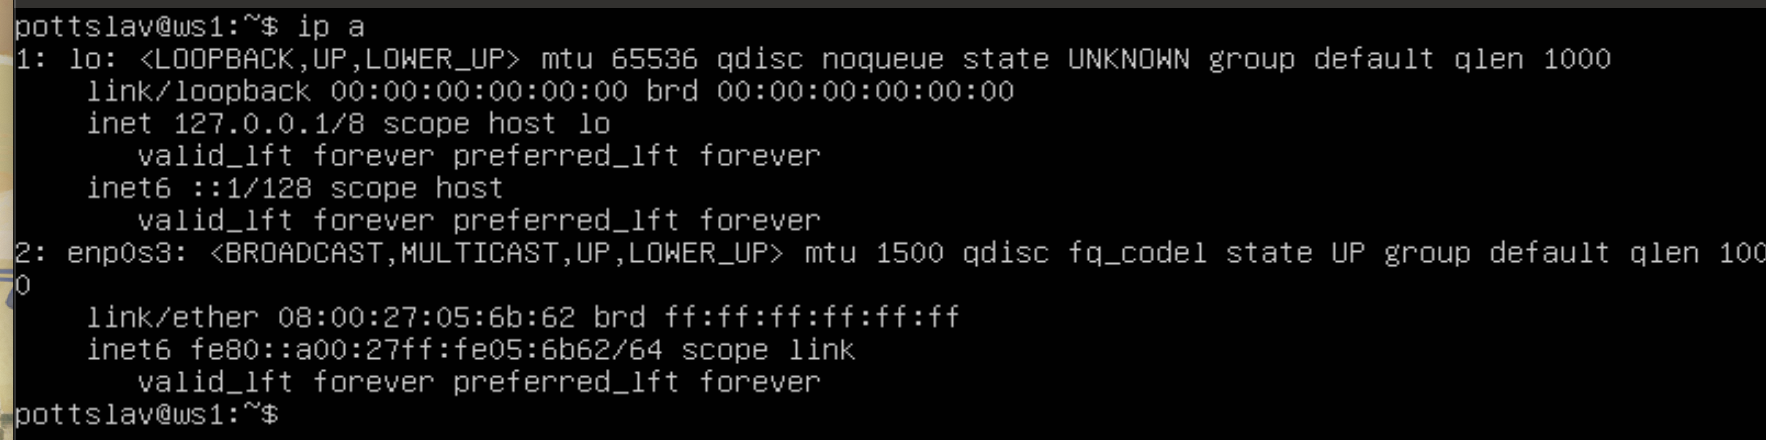 pottslav@ws1:~$ ip a
1: lo: <LOOPBACK,UP,LOWER_UP> mtu 65536 qdisc noqueue state UNKNOWN group default qlen 1000
    link/loopback 00:00:00:00:00:00 brd 00:00:00:00:00:00
    inet 127.0.0.1/8 scope host lo
       valid_lft forever preferred_lft forever
    inet6 ::1/128 scope host
       valid_lft forever preferred_lft forever
2: enp0s3: <BROADCAST,MULTICAST,UP,LOWER_UP> mtu 1500 qdisc fq_codel state UP group default qlen 100
0
    link/ether 08:00:27:05:6b:62 brd ff:ff:ff:ff:ff:ff
    inet6 fe80::a00:27ff:fe05:6b62/64 scope link
       valid_lft forever preferred_lft forever
pottslav@ws1:~$